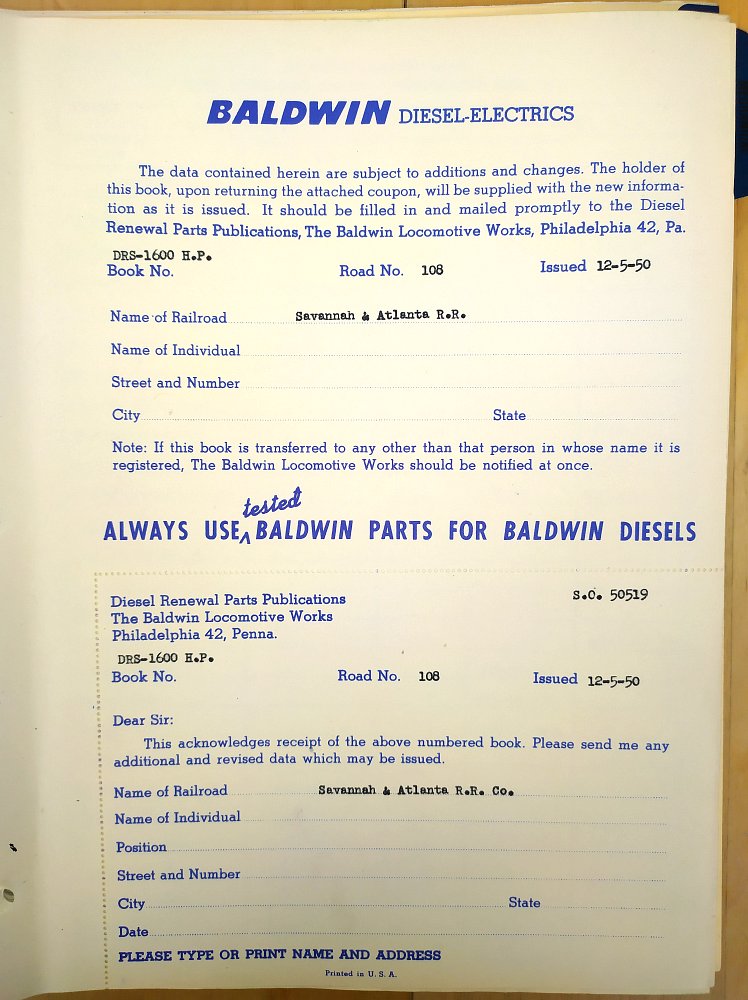 BALDWIN DIESEL-ELECTRICS
The data contained herein are subject to additions and changes. The holder of
this book, upon returning the attached coupon, will be supplied with the new informa-
tion as it is issued. It should be filled in and mailed promptly to the Diesel
Renewal Parts Publications, The Baldwin Locomotive Works, Philadelphia 42, Pa.
DRS-1600 H.P.
Book No. Road No. 108 Issued 12-5-50
Name of Railroad Savannah & Atlanta R.R.
Name of Individual
Street and Number
City State
Note: If this book is transferred to any other than that person in whose name it is
registered, The Baldwin Locomotive Works should be notified at once.
tested
ALWAYS USE BALDWIN PARTS FOR BALDWIN DIESELS
S.O. 50519
Diesel Renewal Parts Publications
The Baldwin Locomotive Works
Philadelphia 42, Penna.
DRS-1600 H.P.
Book No. Road No. 108 Issued 12-5-50
Dear Sir:
This acknowledges receipt of the above numbered book. Please send me any
additional and revised data which may be issued.
Name of Railroad Savannah & Atlanta R.R. Co.
Name of Individual
Position
Street and Number
City State
Date
PLEASE TYPE OR PRINT NAME AND ADDRESS
Printed in U. S. A.